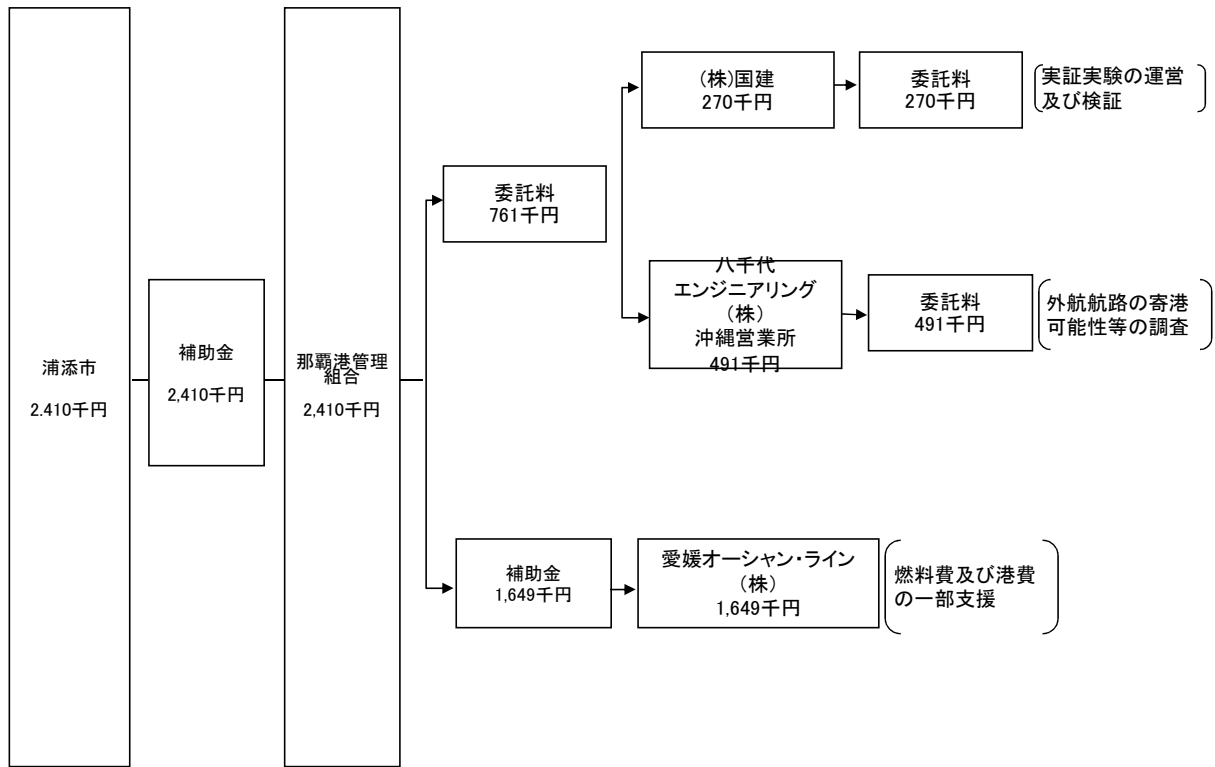 浦添市
2.410千円
補助金
2,410千円
那覇港管理
組合
2,410千円
委託料
761千円
(株)国建
270千円
委託料
270千円
実証実験の運営
及び検証
八千代
エンジニアリング
(株)
沖縄営業所
491千円
委託料
491千円
外航航路の寄港
可能性等の調査
補助金
1,649千円
愛媛オーシャン・ライン
(株)
1,649千円
燃料費及び港費
の一部支援